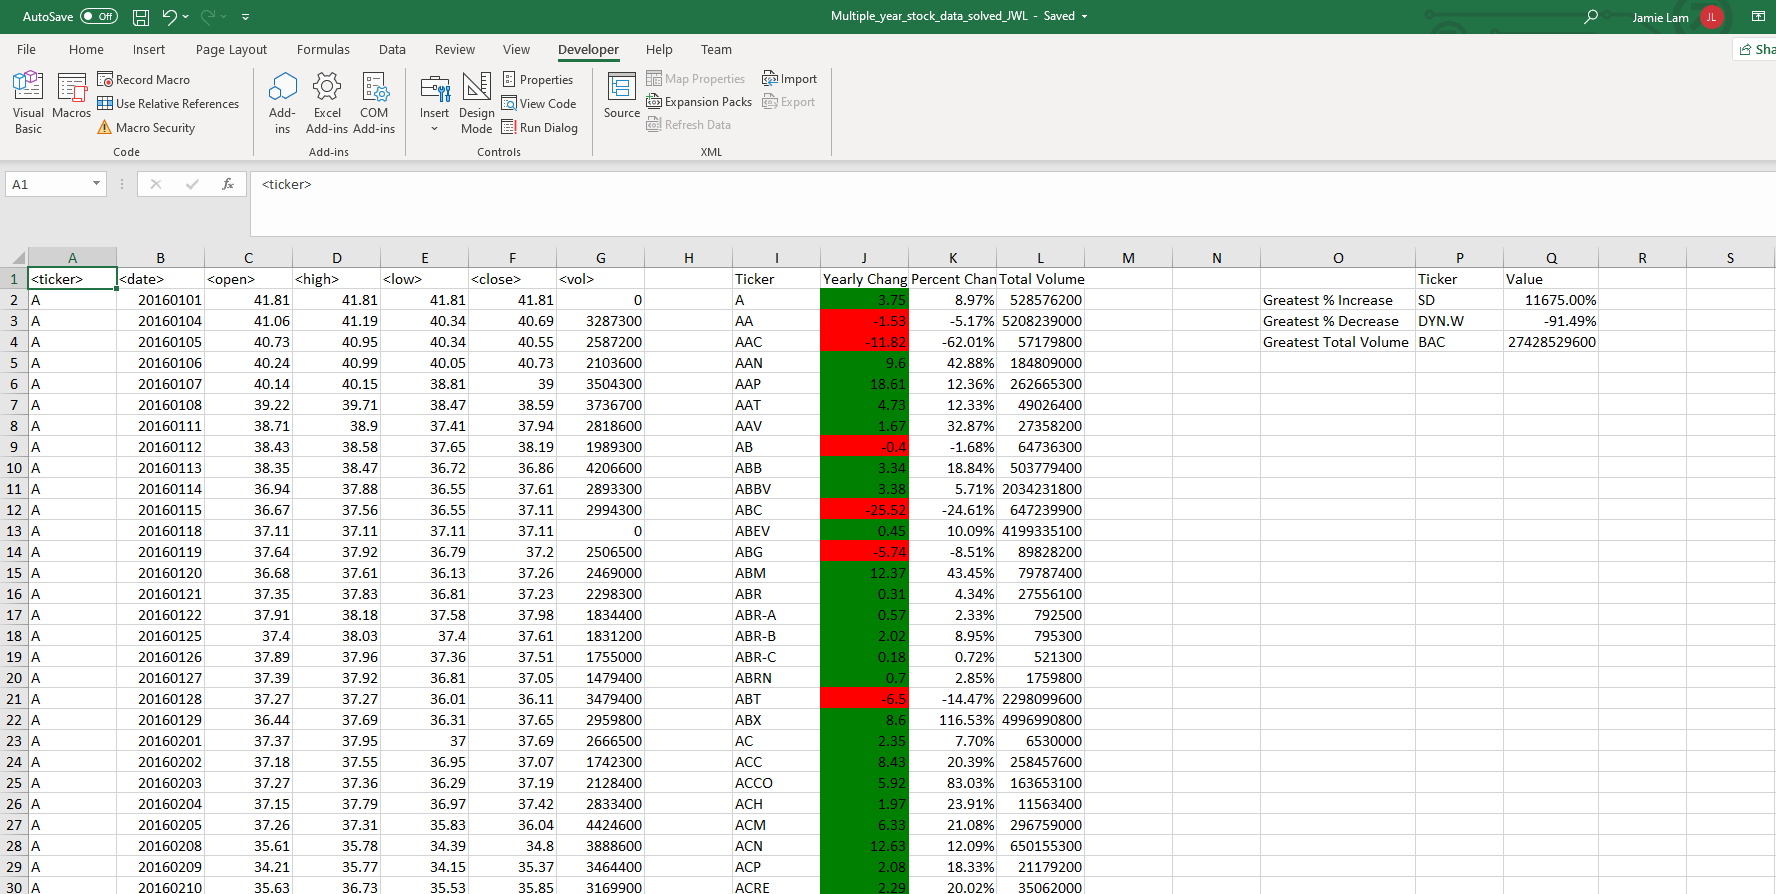 AutoSave Off Multiple_year_stock_data_solved_JWL - Saved Jamie Lam JL
File Home Insert Page Layout Formulas Data Review View Developer Help Team Sha
Visual Basic
Macros
Record Macro
Use Relative References
Macro Security
Code
Add-ins
Excel Add-ins
COM Add-ins
Add-ins
Insert
Design Mode
Properties
View Code
Run Dialog
Controls
Source
Map Properties
Expansion Packs
Refresh Data
Import
Export
XML
A1 fx <ticker>
A B C D E F G H I J K L M N O P Q R S
1 <ticker> <date> <open> <high> <low> <close> <vol> Ticker Yearly Chang Percent Chan Total Volume Ticker Value
2 A 20160101 41.81 41.81 41.81 41.81 0 A 3.75 8.97% 528576200 Greatest % Increase SD 11675.00%
3 A 20160104 41.06 41.19 40.34 40.69 3287300 AA -1.53 -5.17% 5208239000 Greatest % Decrease DYN.W -91.49%
4 A 20160105 40.73 40.95 40.34 40.55 2587200 AAC -11.82 -62.01% 57179800 Greatest Total Volume BAC 27428529600
5 A 20160106 40.24 40.99 40.05 40.73 2103600 AAN 9.6 42.88% 184809000
6 A 20160107 40.14 40.15 38.81 39 3504300 AAP 18.61 12.36% 262665300
7 A 20160108 39.22 39.71 38.47 38.59 3736700 AAT 4.73 12.33% 49026400
8 A 20160111 38.71 38.9 37.41 37.94 2818600 AAV 1.67 32.87% 27358200
9 A 20160112 38.43 38.58 37.65 38.19 1989300 AB -0.4 -1.68% 64736300
10 A 20160113 38.35 38.47 36.72 36.86 4206600 ABB 3.34 18.84% 503779400
11 A 20160114 36.94 37.88 36.55 37.61 2893300 ABBV 3.38 5.71% 2034231800
12 A 20160115 36.67 37.56 36.55 37.11 2994300 ABC -25.52 -24.61% 647239900
13 A 20160118 37.11 37.11 37.11 37.11 0 ABEV 0.45 10.09% 4199335100
14 A 20160119 37.64 37.92 36.79 37.2 2506500 ABG -5.74 -8.51% 89828200
15 A 20160120 36.68 37.61 36.13 37.26 2469000 ABM 12.37 43.45% 79787400
16 A 20160121 37.35 37.83 36.81 37.23 2298300 ABR 0.31 4.34% 27556100
17 A 20160122 37.91 38.18 37.58 37.98 1834400 ABR-A 0.57 2.33% 792500
18 A 20160125 37.4 38.03 37.4 37.61 1831200 ABR-B 2.02 8.95% 795300
19 A 20160126 37.89 37.96 37.36 37.51 1755000 ABR-C 0.18 0.72% 521300
20 A 20160127 37.39 37.92 36.81 37.05 1479400 ABRN 0.7 2.85% 1759800
21 A 20160128 37.27 37.27 36.01 36.11 3479400 ABT -6.5 -14.47% 2298099600
22 A 20160129 36.44 37.69 36.31 37.65 2959800 ABX 8.6 116.53% 4996990800
23 A 20160201 37.37 37.95 37 37.69 2666500 AC 2.35 7.70% 6530000
24 A 20160202 37.18 37.55 36.95 37.07 1742300 ACC 8.43 20.39% 258457600
25 A 20160203 37.27 37.36 36.29 37.19 2128400 ACCO 5.92 83.03% 163653100
26 A 20160204 37.15 37.79 36.97 37.42 2833400 ACH 1.97 23.91% 11563400
27 A 20160205 37.26 37.31 35.83 36.04 4424600 ACM 6.33 21.08% 296759000
28 A 20160208 35.61 35.78 34.39 34.8 3888600 ACN 12.63 12.09% 650155300
29 A 20160209 34.21 35.77 34.15 35.37 3464400 ACP 2.08 18.33% 21179200
30 A 20160210 35.63 36.73 35.53 35.85 3169900 ACRE 2.29 20.02% 35062000